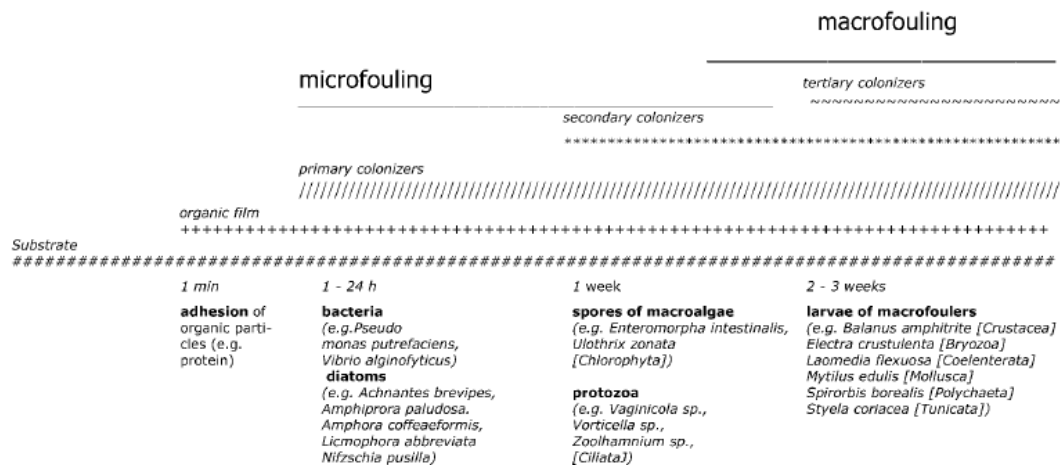 macrofouling
microfouling
tertiary colonizers
~~~~~~~~~~~~~~~~~~~~~~~~
secondary colonizers
********************************************************
primary colonizers
//////////////////////////////////////////////////////////////////////////////////////////////////////////////
organic film
++++++++++++++++++++++++++++++++++++++++++++++++++++++++++++++++++++++++++++++++
Substrate
################################################################################################
1 min
adhesion of
organic parti-
cles (e.g.
protein)
1 - 24 h
bacteria
(e.g.Pseudo
monas putrefaciens,
Vibrio alginofyticus)
diatoms
(e.g. Achnantes brevipes,
Amphiprora paludosa.
Amphora coffeaeformis,
Licmophora abbreviata
Nifzschia pusilla)
1 week
spores of macroalgae
(e.g. Enteromorpha intestinalis,
Ulothrix zonata
[Chlorophyta])
protozoa
(e.g. Vaginicola sp.,
Vorticella sp.,
Zoolhamnium sp.,
[CiliataJ)
2 - 3 weeks
larvae of macrofoulers
(e.g. Balanus amphitrite [Crustacea]
Electra crustulenta [Bryozoa]
Laomedia flexuosa [Coelenterata]
Mytilus edulis [Mollusca]
Spirorbis borealis [Polychaeta]
Styela coriacea [Tunicata])